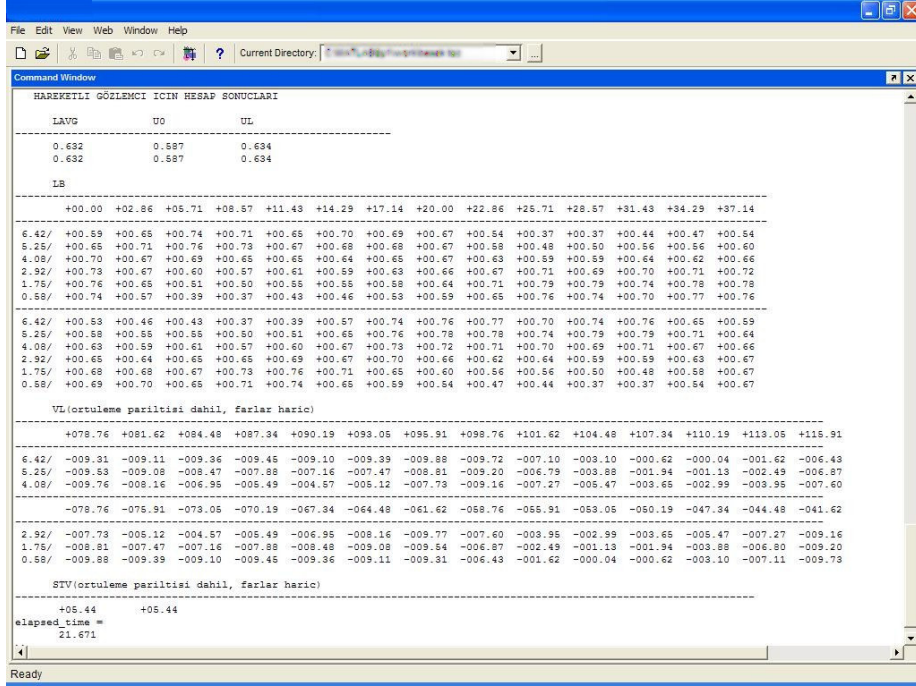 File Edit View Web Window Help
Current Directory:
Command Window
HAREKETLI GÖZLEMCI ICIN HESAP SONUCLARI
LAVG U0 UL
0.632 0.587 0.634
0.632 0.587 0.634
LB
+00.00 +02.86 +05.71 +08.57 +11.43 +14.29 +17.14 +20.00 +22.86 +25.71 +28.57 +31.43 +34.29 +37.14
6.42/ +00.59 +00.65 +00.74 +00.71 +00.65 +00.70 +00.69 +00.67 +00.54 +00.37 +00.37 +00.44 +00.47 +00.54
5.25/ +00.65 +00.71 +00.76 +00.73 +00.67 +00.68 +00.68 +00.67 +00.58 +00.48 +00.50 +00.56 +00.56 +00.60
4.08/ +00.70 +00.67 +00.69 +00.65 +00.65 +00.64 +00.65 +00.67 +00.63 +00.59 +00.59 +00.64 +00.62 +00.66
2.92/ +00.73 +00.67 +00.60 +00.57 +00.61 +00.59 +00.63 +00.66 +00.67 +00.71 +00.69 +00.70 +00.71 +00.72
1.75/ +00.76 +00.65 +00.51 +00.50 +00.55 +00.55 +00.58 +00.64 +00.71 +00.79 +00.79 +00.74 +00.78 +00.78
0.58/ +00.74 +00.57 +00.39 +00.37 +00.43 +00.46 +00.53 +00.59 +00.65 +00.76 +00.74 +00.70 +00.77 +00.76
6.42/ +00.53 +00.46 +00.43 +00.37 +00.39 +00.57 +00.74 +00.76 +00.77 +00.70 +00.74 +00.76 +00.65 +00.59
5.25/ +00.58 +00.55 +00.55 +00.50 +00.51 +00.65 +00.76 +00.78 +00.78 +00.74 +00.79 +00.79 +00.71 +00.64
4.08/ +00.63 +00.59 +00.61 +00.57 +00.60 +00.67 +00.73 +00.72 +00.71 +00.70 +00.69 +00.71 +00.67 +00.66
2.92/ +00.65 +00.64 +00.65 +00.65 +00.69 +00.67 +00.70 +00.66 +00.62 +00.64 +00.59 +00.59 +00.63 +00.67
1.75/ +00.68 +00.68 +00.67 +00.73 +00.76 +00.71 +00.65 +00.60 +00.56 +00.56 +00.50 +00.48 +00.58 +00.67
0.58/ +00.69 +00.70 +00.65 +00.71 +00.74 +00.65 +00.59 +00.54 +00.47 +00.44 +00.37 +00.37 +00.54 +00.67
VL(ortuleme pariltisi dahil, farlar haric)
+078.76 +081.62 +084.48 +087.34 +090.19 +093.05 +095.91 +098.76 +101.62 +104.48 +107.34 +110.19 +113.05 +115.91
6.42/ -009.31 -009.11 -009.36 -009.45 -009.10 -009.39 -009.88 -009.72 -007.10 -003.10 -000.62 -000.04 -001.62 -006.43
5.25/ -009.53 -009.08 -008.47 -007.88 -007.16 -007.47 -008.81 -009.20 -006.79 -003.88 -001.94 -001.13 -002.49 -006.87
4.08/ -009.76 -008.16 -006.95 -005.49 -004.57 -005.12 -007.73 -009.16 -007.27 -005.47 -003.65 -002.99 -003.95 -007.60
-078.76 -075.91 -073.05 -070.19 -067.34 -064.48 -061.62 -058.76 -055.91 -053.05 -050.19 -047.34 -044.48 -041.62
2.92/ -007.73 -005.12 -004.57 -005.49 -006.95 -008.16 -009.77 -007.60 -003.95 -002.99 -003.65 -005.47 -007.27 -009.16
1.75/ -008.81 -007.47 -007.16 -007.88 -008.48 -009.08 -009.54 -006.87 -002.49 -001.13 -001.94 -003.88 -006.80 -009.20
0.58/ -009.88 -009.39 -009.10 -009.45 -009.36 -009.11 -009.31 -006.43 -001.62 -000.04 -000.62 -003.10 -007.11 -009.73
STV(ortuleme pariltisi dahil, farlar haric)
+05.44 +05.44
elapsed_time =
21.671
Ready